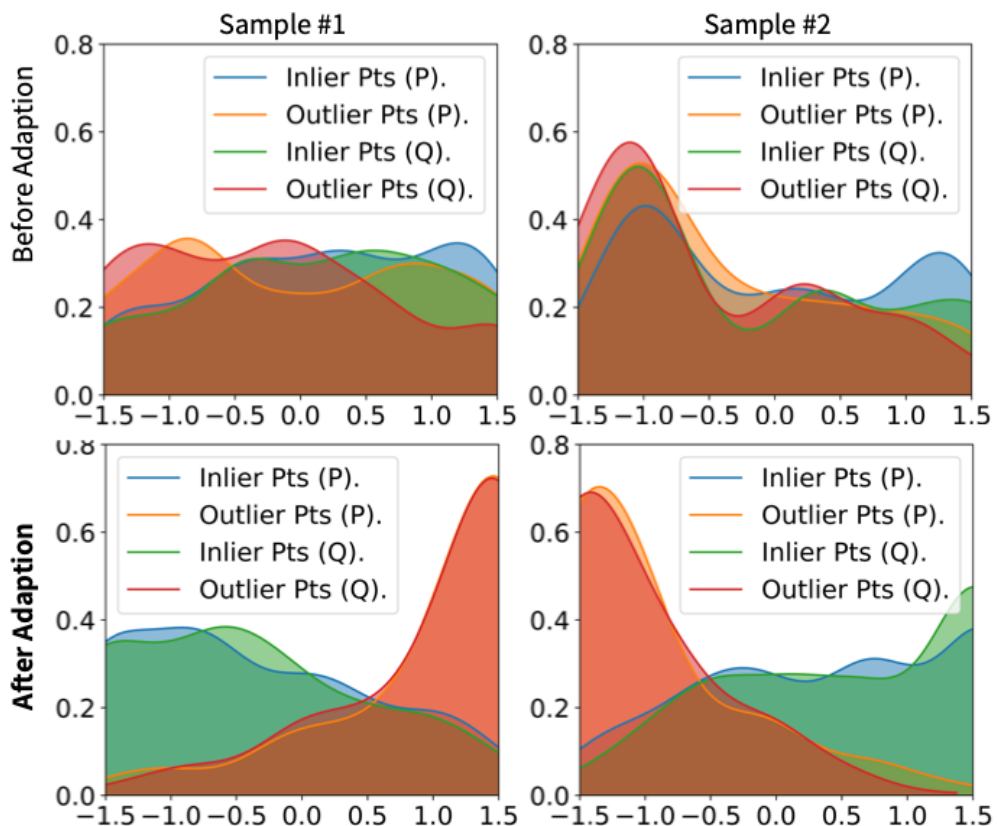 Sample #1
Sample #2
Before Adaption
0.8
0.6
0.4
0.2
0.0
Inlier Pts (P).
Outlier Pts (P).
Inlier Pts (Q).
Outlier Pts (Q).
−1.5 −1.0 −0.5 0.0 0.5 1.0 1.5
0.8
0.6
0.4
0.2
0.0
Inlier Pts (P).
Outlier Pts (P).
Inlier Pts (Q).
Outlier Pts (Q).
−1.5 −1.0 −0.5 0.0 0.5 1.0 1.5
After Adaption
0.8
0.6
0.4
0.2
0.0
Inlier Pts (P).
Outlier Pts (P).
Inlier Pts (Q).
Outlier Pts (Q).
−1.5 −1.0 −0.5 0.0 0.5 1.0 1.5
0.8
0.6
0.4
0.2
0.0
Inlier Pts (P).
Outlier Pts (P).
Inlier Pts (Q).
Outlier Pts (Q).
−1.5 −1.0 −0.5 0.0 0.5 1.0 1.5